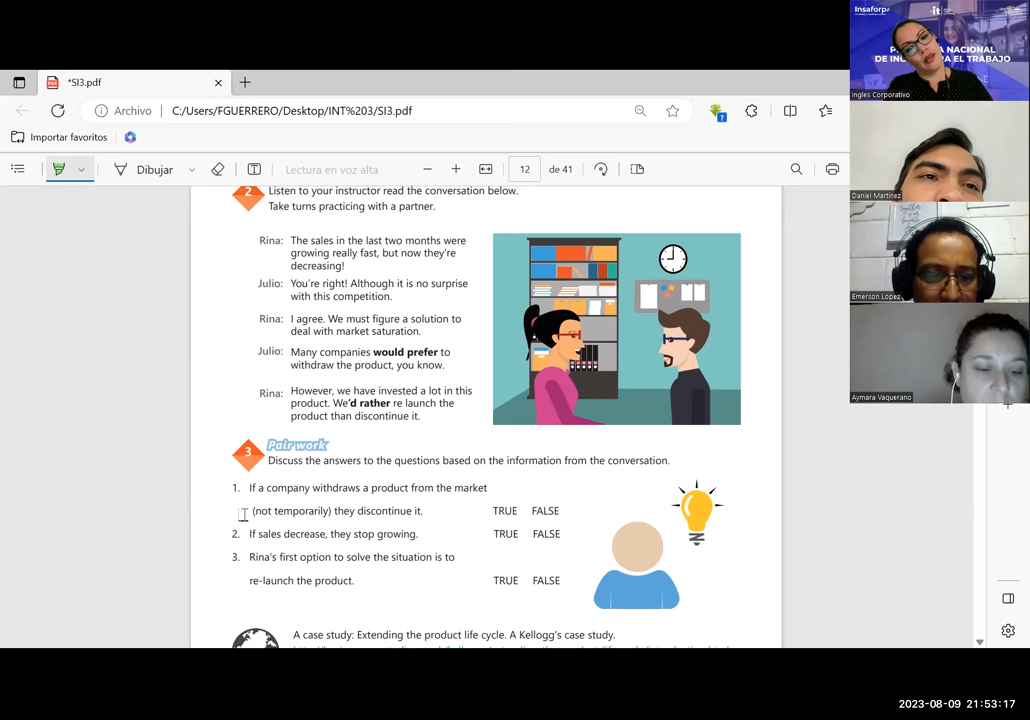 Insaforp
P
A NACIONAL
DE IN
A EL TRABAJO
Ingles Corporativo
*SI3.pdf
Archivo
C:/Users/FGUERRERO/Desktop/INT%203/SI3.pdf
Importar favoritos
Dibujar
Lectura en voz alta
12
de 41
Daniel Martinez
Emerson Lopez
Aymara Vaquerano
2
Listen to your instructor read the conversation below.
Take turns practicing with a partner.
Rina: The sales in the last two months were
growing really fast, but now they're
decreasing!
Julio: You're right! Although it is no surprise
with this competition.
Rina: I agree. We must figure a solution to
deal with market saturation.
Julio: Many companies would prefer to
withdraw the product, you know.
Rina: However, we have invested a lot in this
product. We'd rather re launch the
product than discontinue it.
3
Pair work
Discuss the answers to the questions based on the information from the conversation.
1. If a company withdraws a product from the market
(not temporarily) they discontinue it. TRUE FALSE
2. If sales decrease, they stop growing. TRUE FALSE
3. Rina's first option to solve the situation is to
re-launch the product. TRUE FALSE
A case study: Extending the product life cycle. A Kellogg's case study.
2023-08-09 21:53:17